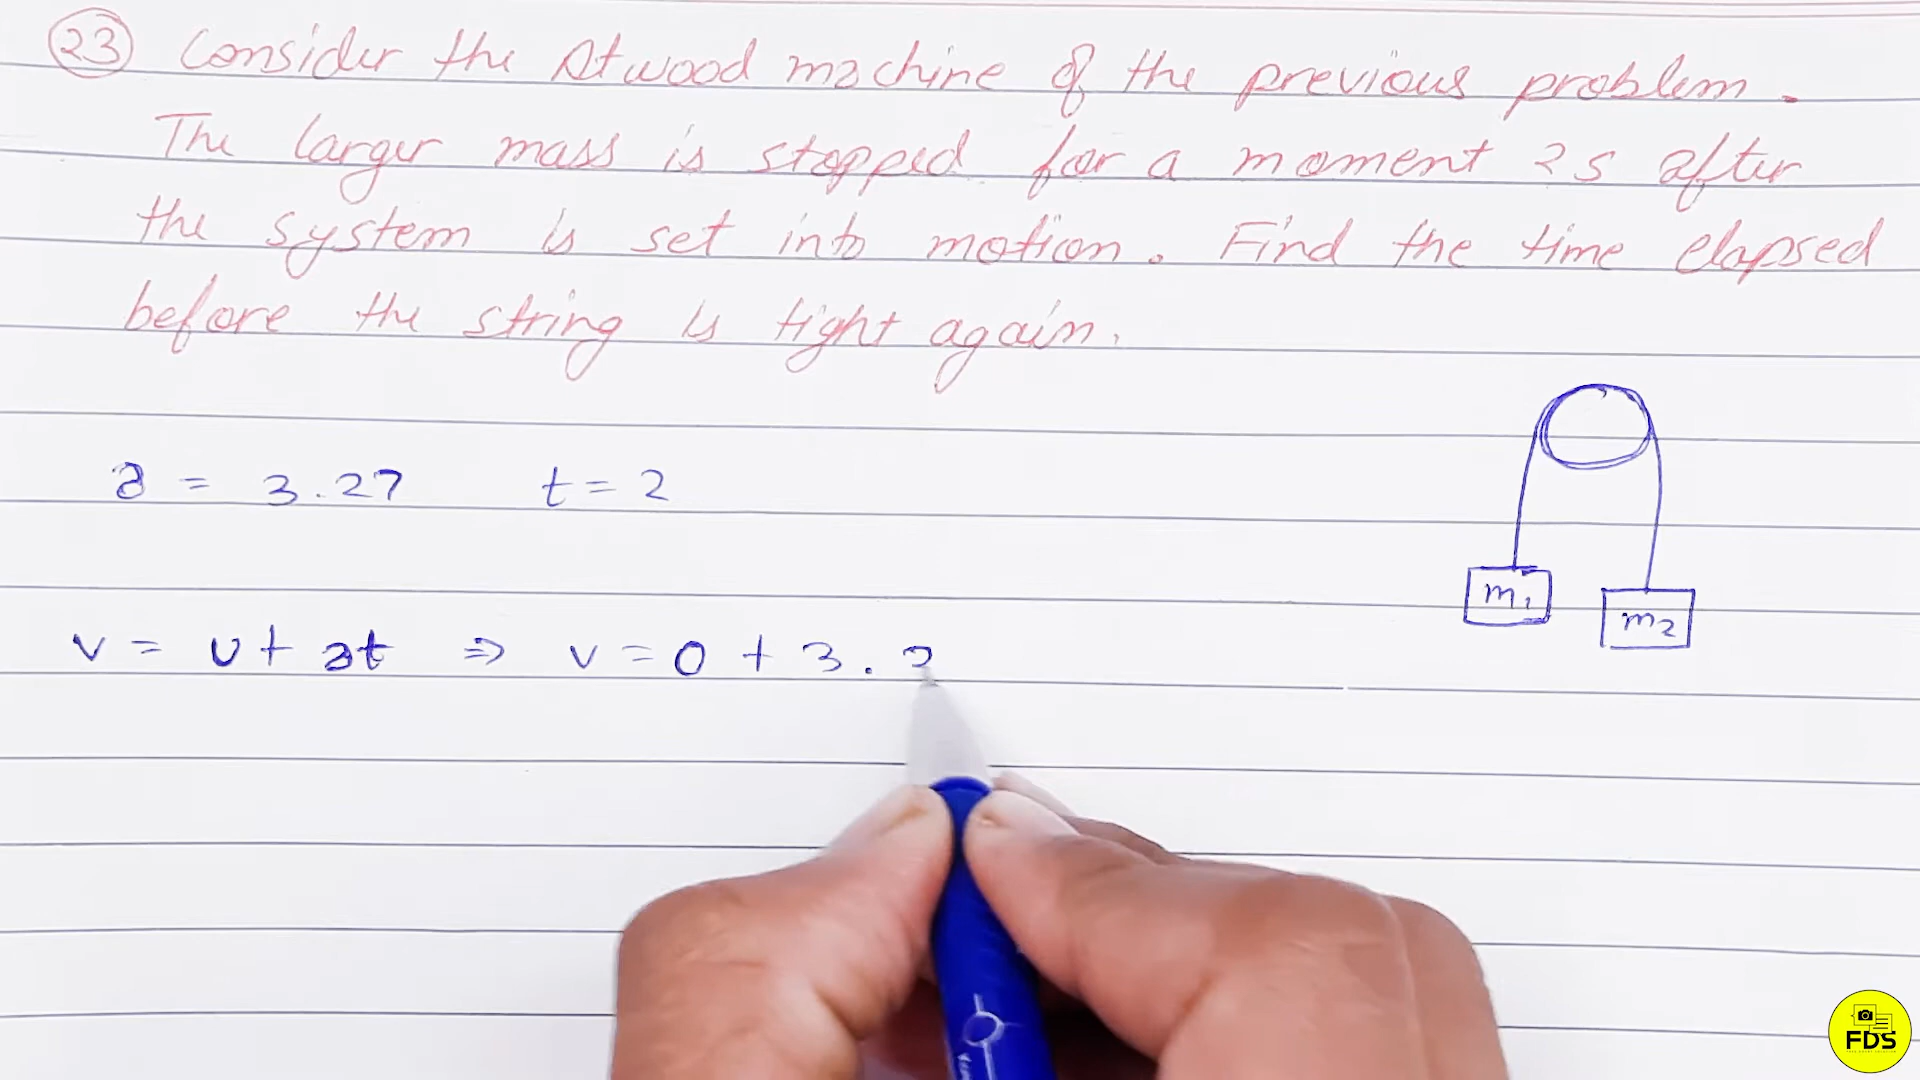 23 Consider the Atwood machine of the previous problem.
The larger mass is stopped for a moment 2s after
the system is set into motion. Find the time elapsed
before the string is tight again.
a = 3.27 t = 2
m1
m2
v = u + at ⇒ v = 0 + 3.2
FDS